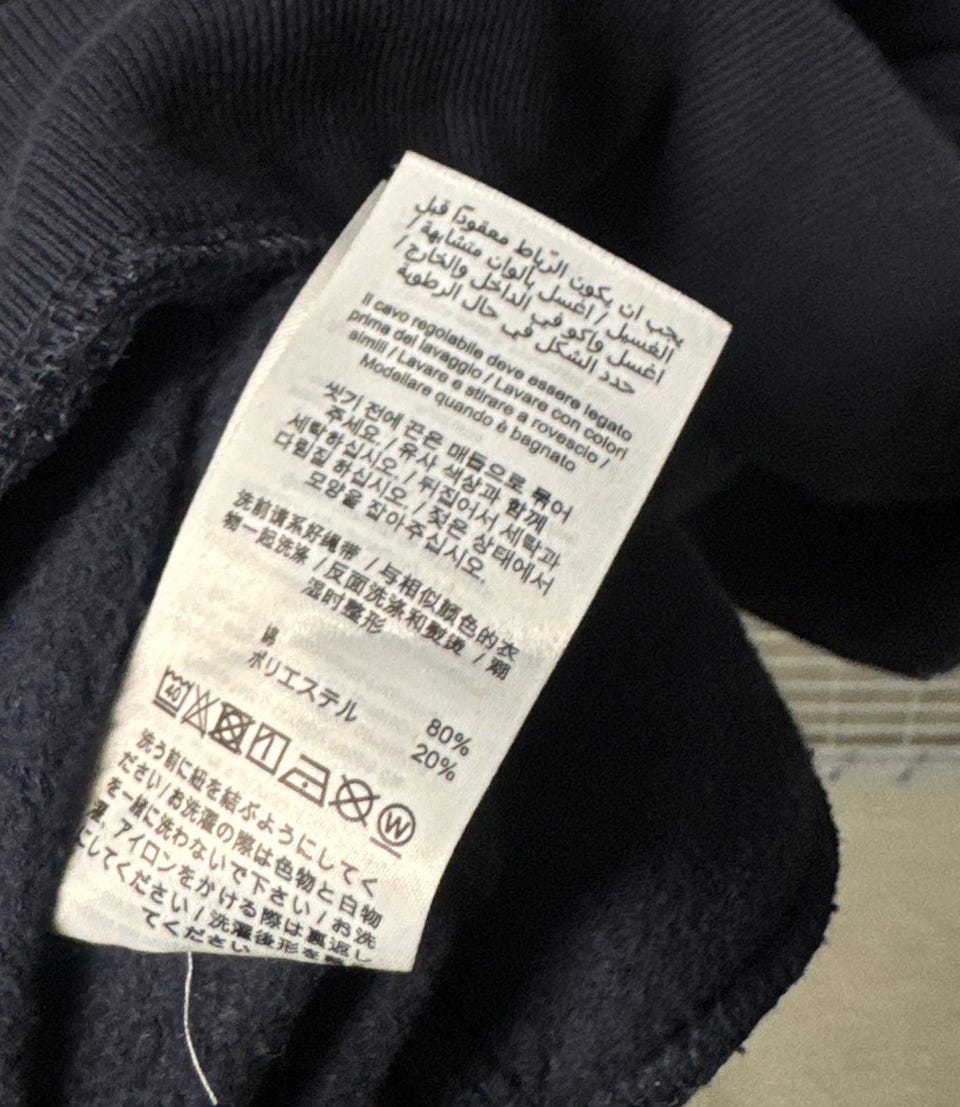 يجب ان يكون الرّباط معقودًا قبل
الغسيل / اغسل بألوان متشابهة /
اغسل واكو في الداخل والخارج /
حدد الشكل في حال الرطوبة
Il cavo regolabile deve essere legato
prima del lavaggio / Lavare con colori
simili / Lavare e stirare a rovescio /
Modellare quando è bagnato
씻기 전에 끈은 매듭으로 묶어
주세요 / 유사 색상과 함께
세탁하십시오. / 뒤집어서 세탁과
다림질 하십시오. / 젖은 상태에서
모양을 잡아주십시오.
洗前请系好绳带 / 与相似颜色的衣
物一起洗涤 / 反面洗涤和熨烫 / 潮
湿时整形
綿 80%
ポリエステル 20%
40 W
洗う前に紐を結ぶようにしてく
ださい/お洗濯の際は色物と白物
を一緒に洗わないで下さい / お洗
濯、アイロンをかける際は裏返し
にしてください / 洗濯後形を整え
てください